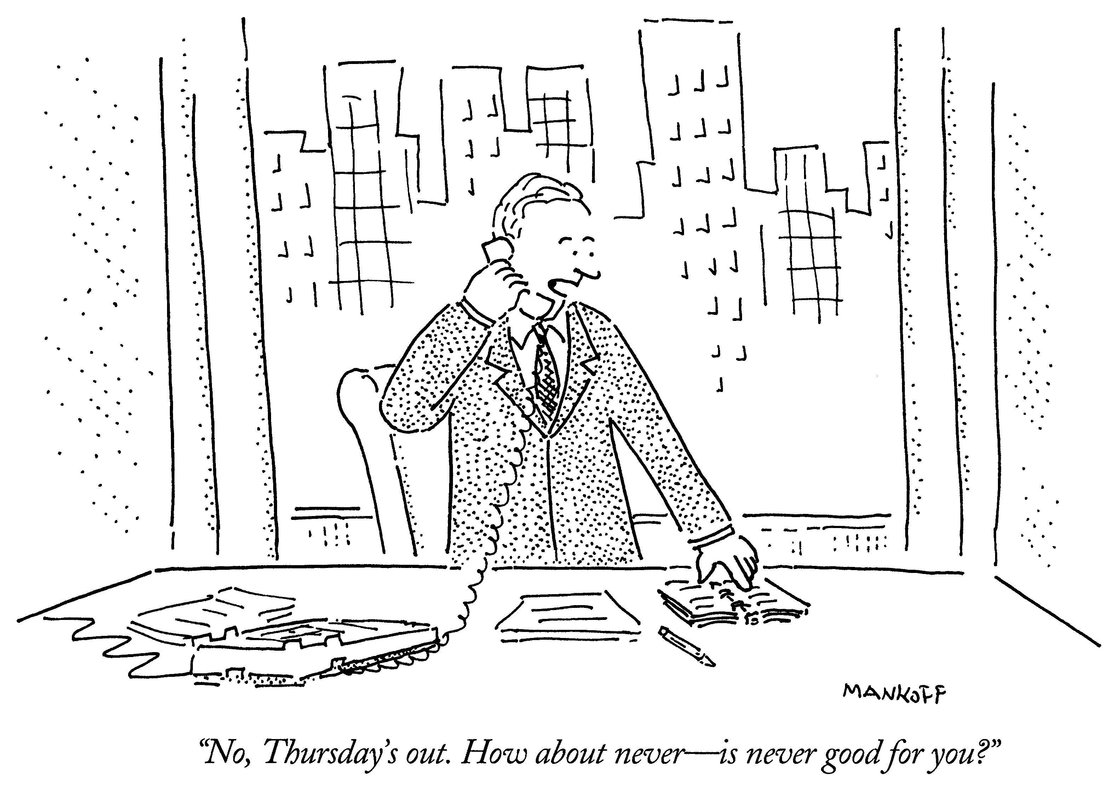 MANKOFF
“No, Thursday’s out. How about never—is never good for you?”